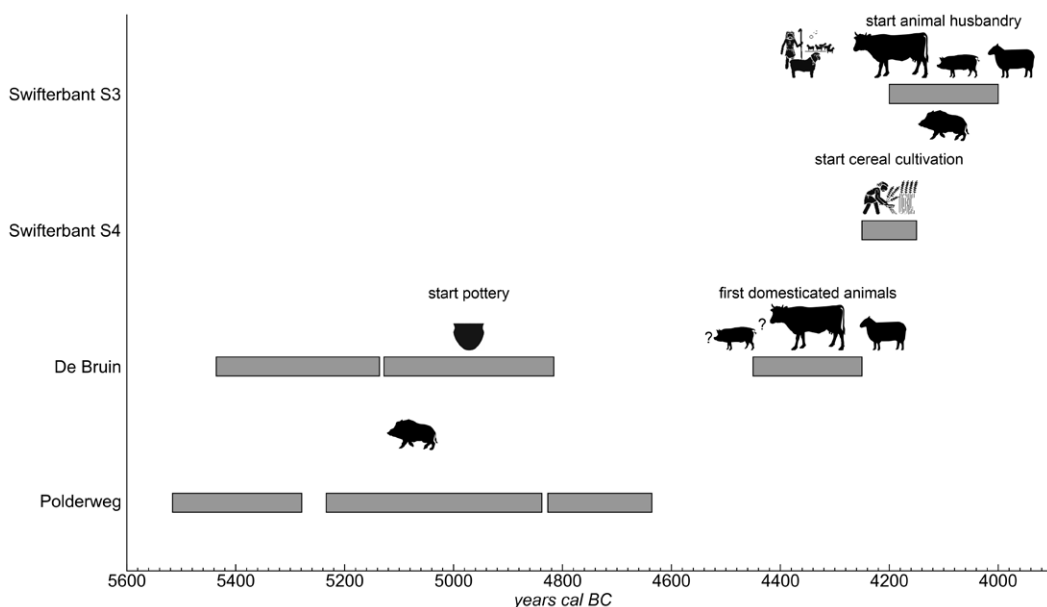 start animal husbandry
Swifterbant S3
start cereal cultivation
Swifterbant S4
start pottery
first domesticated animals
?
?
De Bruin
Polderweg
5600
5400
5200
5000
4800
4600
4400
4200
4000
years cal BC